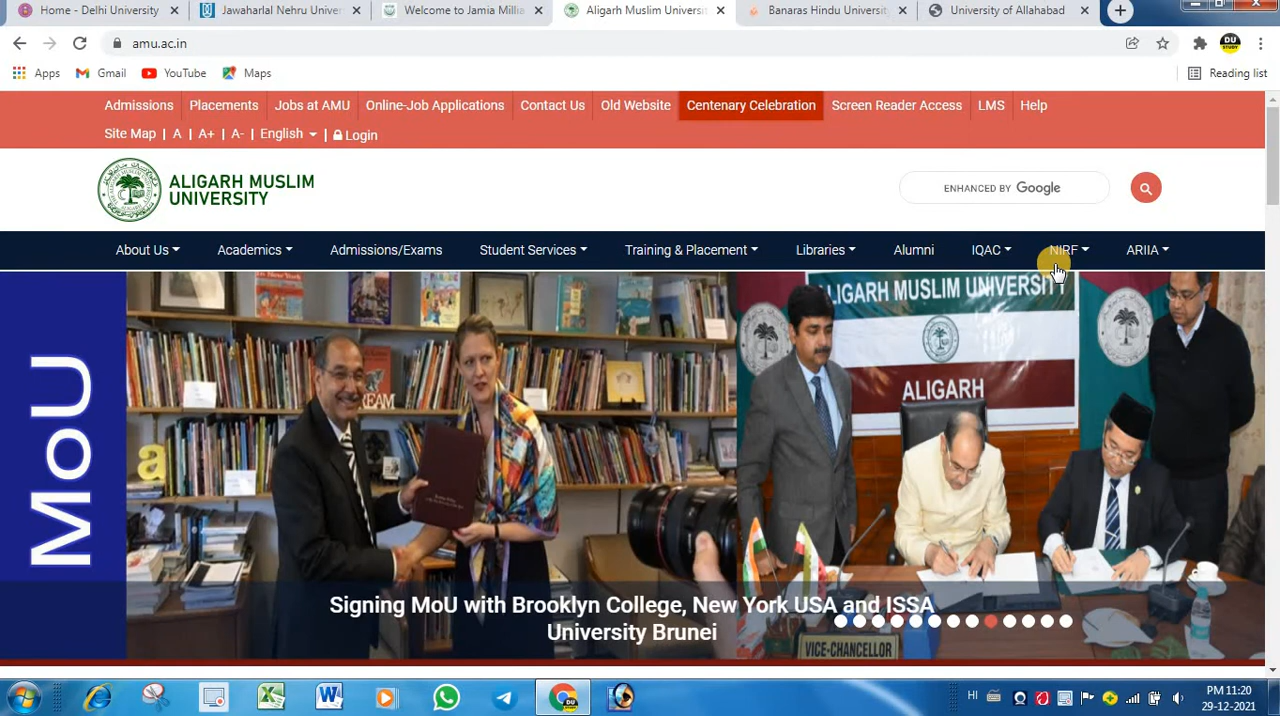 Home - Delhi University
Jawaharlal Nehru Univer
Welcome to Jamia Millia
Aligarh Muslim Universit
Banaras Hindu University
University of Allahabad
amu.ac.in
DU
STUDY
Apps
Gmail
YouTube
Maps
Reading list
Admissions
Placements
Jobs at AMU
Online-Job Applications
Contact Us
Old Website
Centenary Celebration
Screen Reader Access
LMS
Help
Site Map | A | A+ | A- | English | Login
ALIGARH MUSLIM
UNIVERSITY
ENHANCED BY Google
About Us
Academics
Admissions/Exams
Student Services
Training & Placement
Libraries
Alumni
IQAC
NIRF
ARIIA
MoU
ALIGARH MUSLIM UNIVERSITY
ALIGARH
VICE-CHANCELLOR
Signing MoU with Brooklyn College, New York USA and ISSA
University Brunei
HI
PM 11:20
29-12-2021